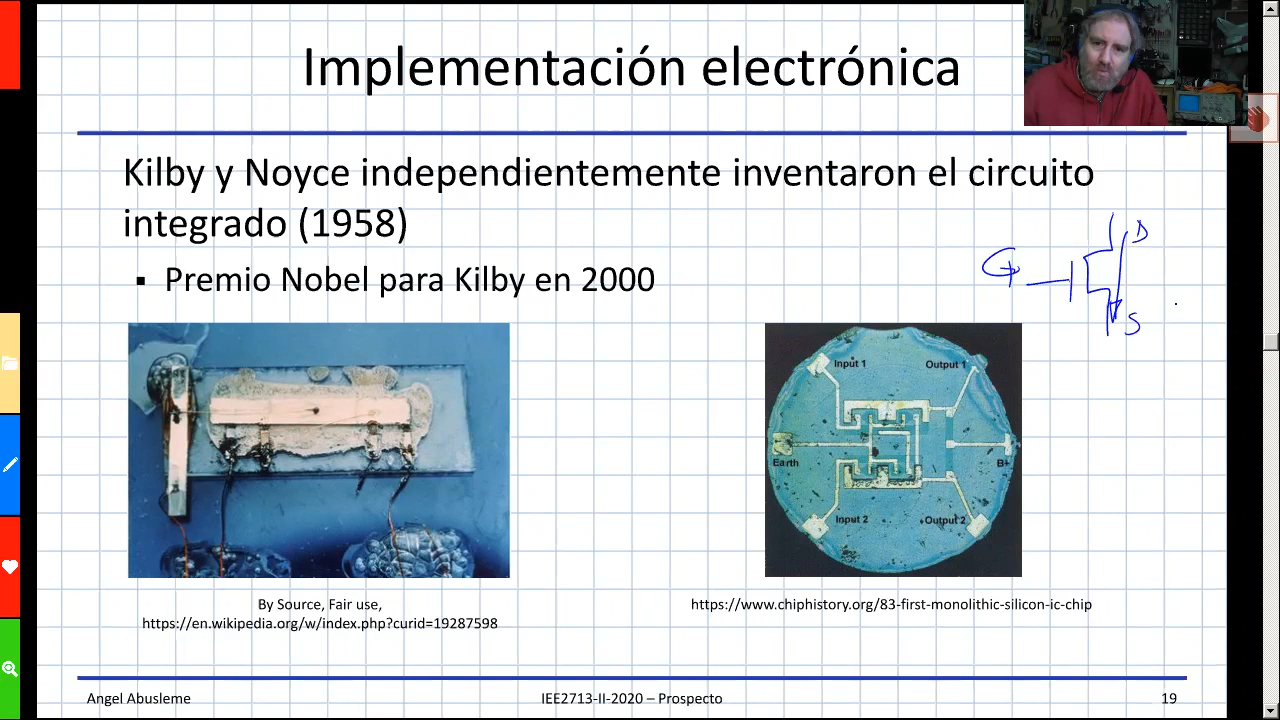 Implementación electrónica
Kilby y Noyce independientemente inventaron el circuito
integrado (1958)
▪ Premio Nobel para Kilby en 2000
D
G
S
Input 1
Output 1
Earth
B+
Input 2
Output 2
By Source, Fair use,
https://en.wikipedia.org/w/index.php?curid=19287598
https://www.chiphistory.org/83-first-monolithic-silicon-ic-chip
Angel Abusleme
IEE2713-II-2020 – Prospecto
19